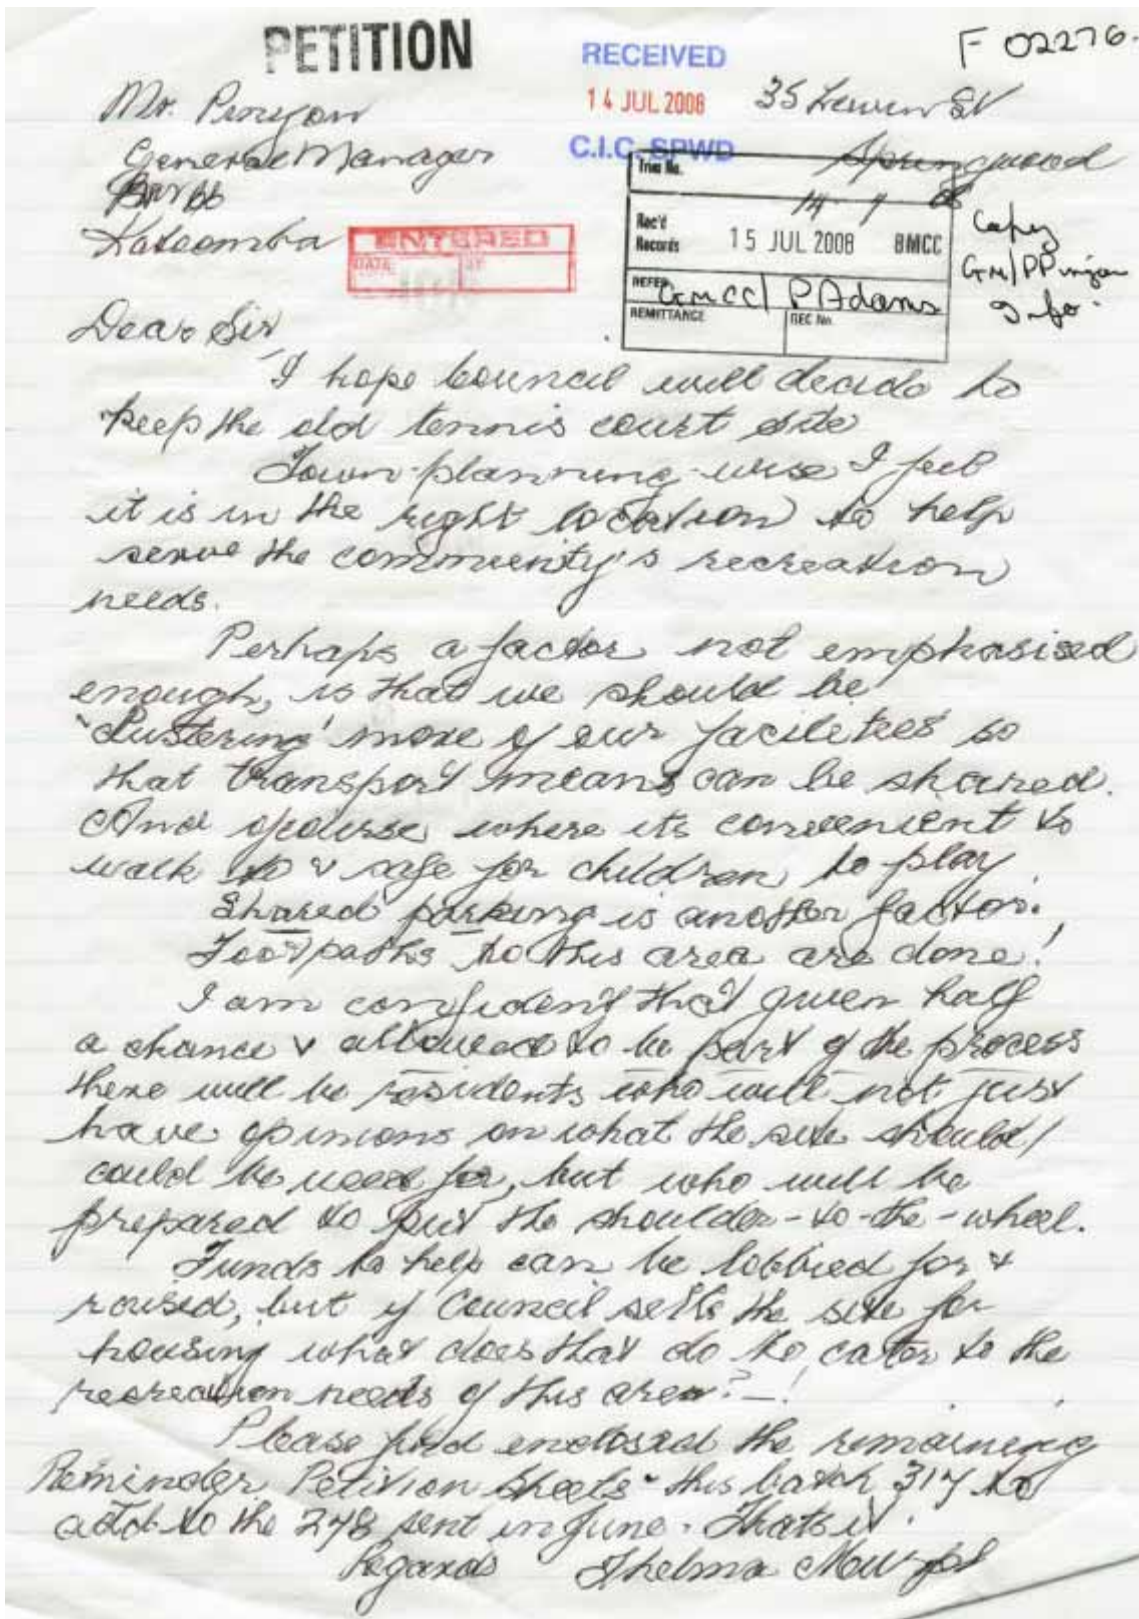 PETITION
RECEIVED
14 JUL 2008
C.I.C. SPWD
F 02276.
35 St
Springwood
14 7 08
Mr. Pinyon
General Manager
Katoomba
ENTERED
DATE BY
Trim No.
Rec'd
Records 15 JUL 2008 BMCC
REFER GMCC/ P Adams
REMITTANCE REC No.
Copy
GM/PPinyon
Info.
Dear Sir
I hope Council will decide to
keep the old tennis court site
Town-planning-wise I feel
it is in the right location to help
serve the community's recreation
needs.
Perhaps a factor not emphasised
enough, is that we should be
'clustering' more of our facilities so
that transport means can be shared.
And of course where its convenient to
walk to & safe for children to play.
Shared parking is another factor.
Footpaths to this area are done!
I am confident that given half
a chance & allowed to be part of the process
there will be residents who will not just
have opinions on what the site should/
could be used for, but who will be
prepared to put the shoulder-to-the-wheel.
Funds to help can be lobbied for &
raised, but if Council sells the site for
housing what does that do to cater to the
recreation needs of this area?-!
Please find enclosed the remaining
Reminder Petition Sheets - this batch 317 to
add to the 278 sent in June. Thats it.
Regards Thelma